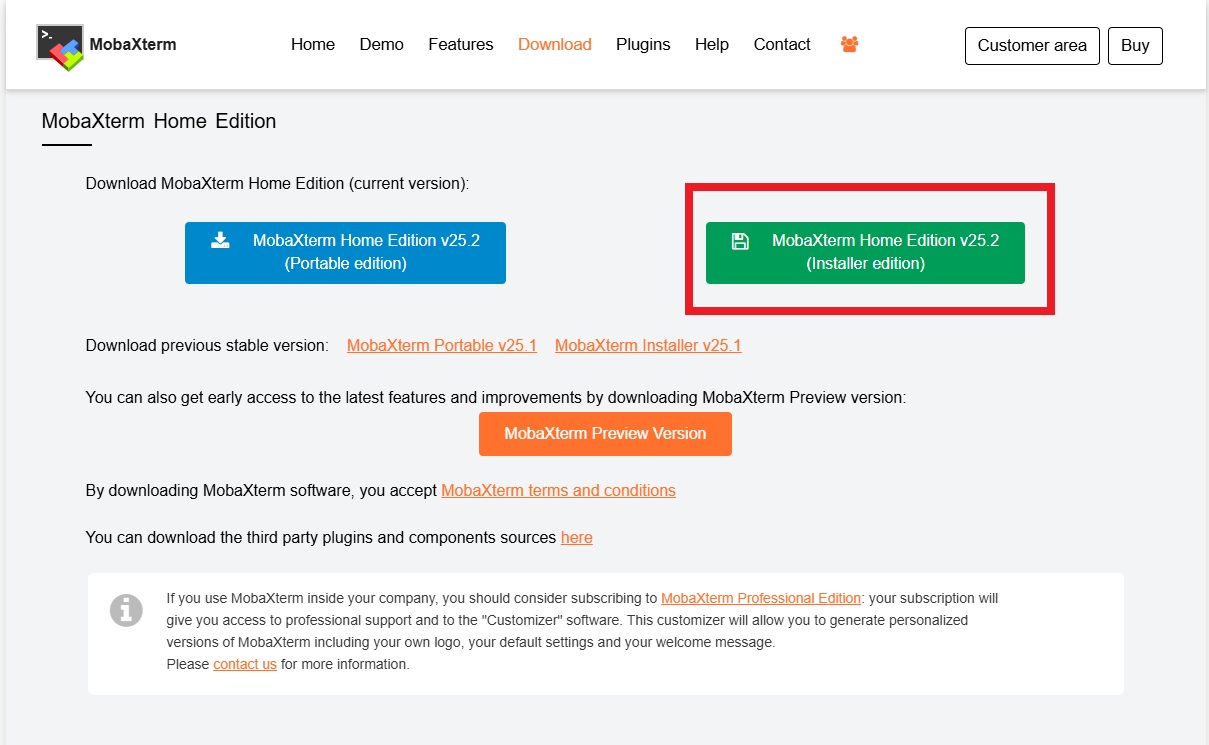 >_
MobaXterm
Home Demo Features Download Plugins Help Contact
Customer area Buy
MobaXterm Home Edition
Download MobaXterm Home Edition (current version):
MobaXterm Home Edition v25.2
(Portable edition)
MobaXterm Home Edition v25.2
(Installer edition)
Download previous stable version: MobaXterm Portable v25.1 MobaXterm Installer v25.1
You can also get early access to the latest features and improvements by downloading MobaXterm Preview version:
MobaXterm Preview Version
By downloading MobaXterm software, you accept MobaXterm terms and conditions
You can download the third party plugins and components sources here
If you use MobaXterm inside your company, you should consider subscribing to MobaXterm Professional Edition: your subscription will
give you access to professional support and to the "Customizer" software. This customizer will allow you to generate personalized
versions of MobaXterm including your own logo, your default settings and your welcome message.
Please contact us for more information.